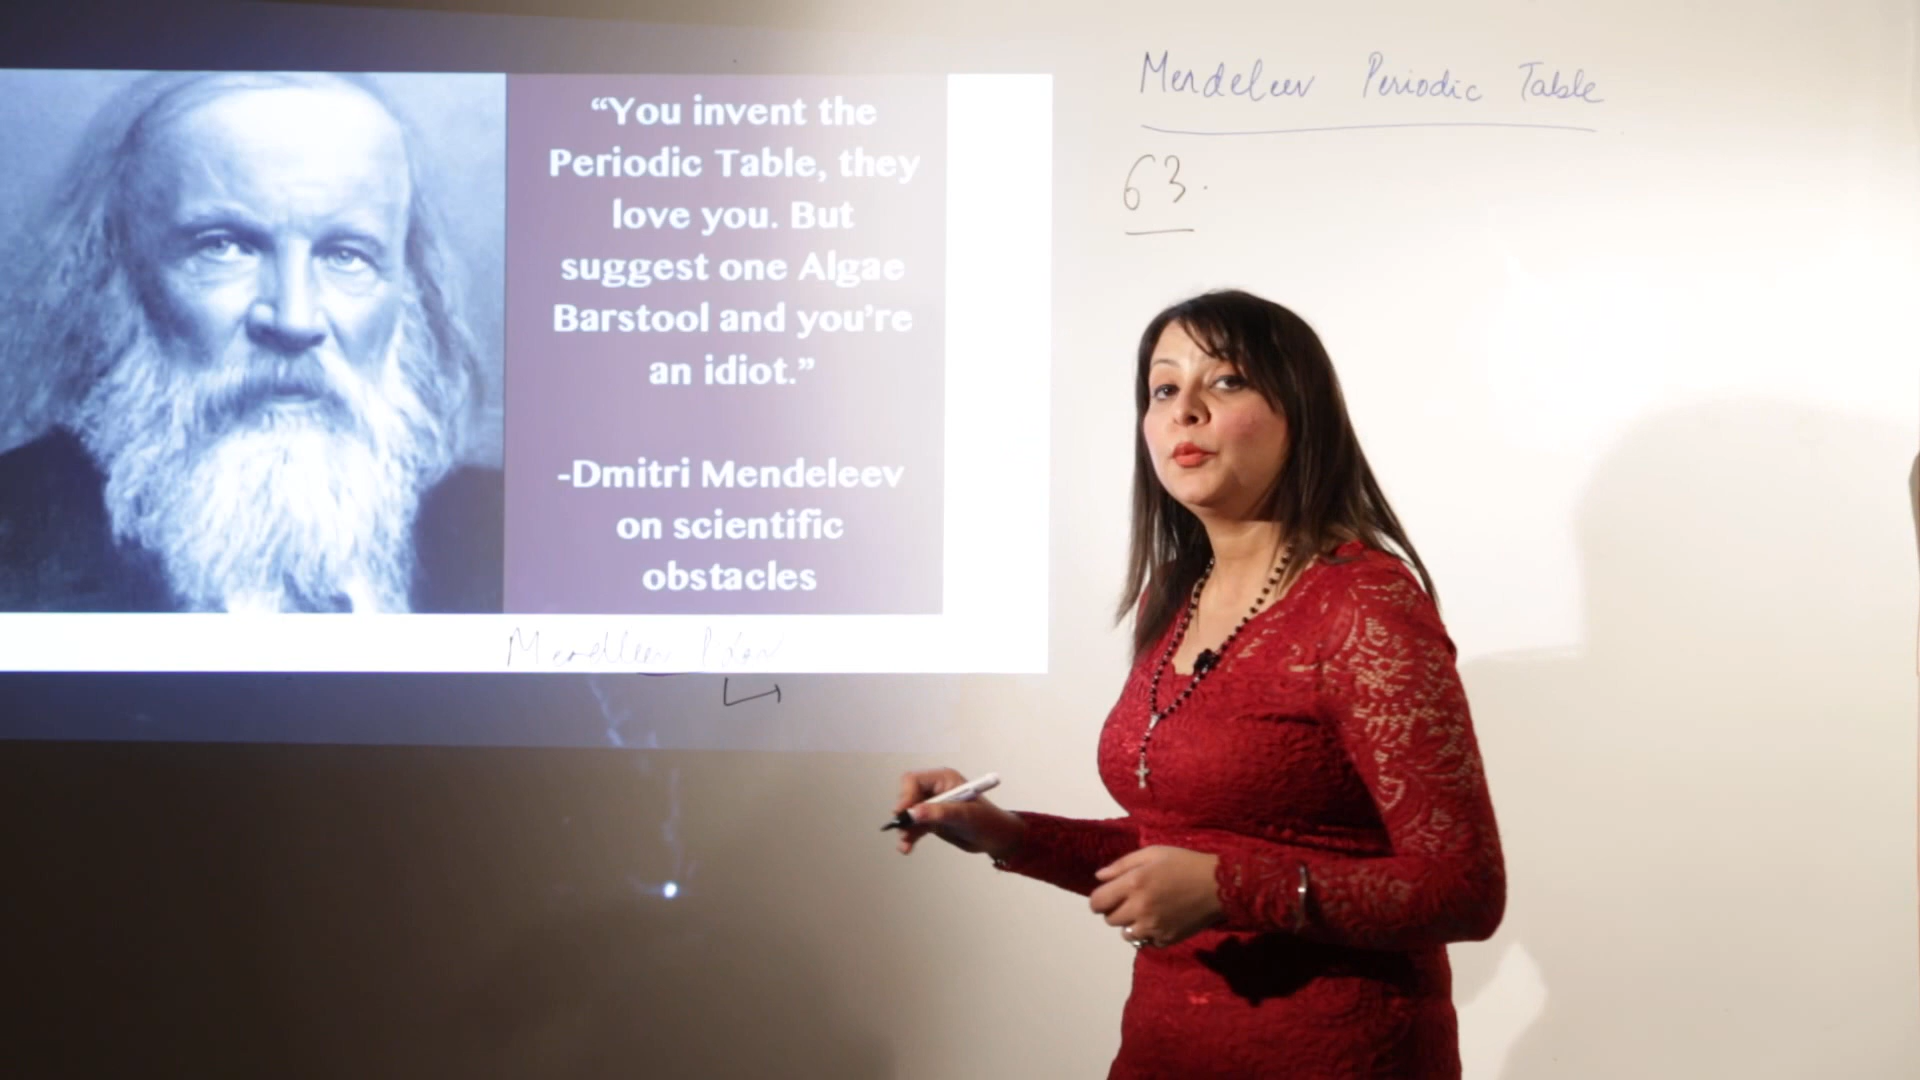 “You invent the
Periodic Table, they
love you. But
suggest one Algae
Barstool and you’re
an idiot.”
-Dmitri Mendeleev
on scientific
obstacles
Mendeleev Periodic Table
63.